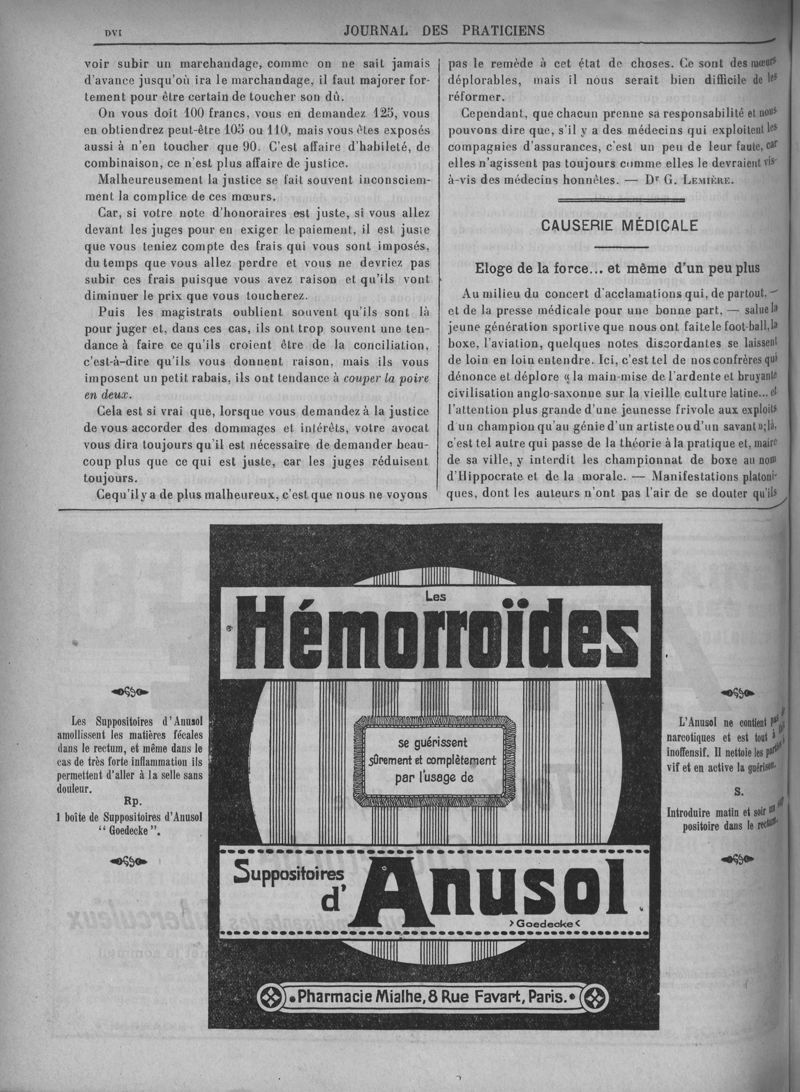 DVI
JOURNAL DES PRATICIENS
voir subir un marchandage, comme on ne sait jamais
d'avance jusqu'où ira le marchandage, il faut majorer for-
tement pour être certain de toucher son dû.
On vous doit 100 francs, vous en demandez 125, vous
en obtiendrez peut-être 105 ou 110, mais vous êtes exposés
aussi à n'en toucher que 90. C'est affaire d'habileté, de
combinaison, ce n'est plus affaire de justice.
Malheureusement la justice se fait souvent inconsciem-
ment la complice de ces mœurs.
Car, si votre note d'honoraires est juste, si vous allez
devant les juges pour en exiger le paiement, il est juste
que vous teniez compte des frais qui vous sont imposés,
du temps que vous allez perdre et vous ne devriez pas
subir ces frais puisque vous avez raison et qu'ils vont
diminuer le prix que vous toucherez.
Puis les magistrats oublient souvent qu'ils sont là
pour juger et, dans ces cas, ils ont trop souvent une ten-
dance à faire ce qu'ils croient être de la conciliation,
c'est-à-dire qu'ils vous donnent raison, mais ils vous
imposent un petit rabais, ils ont tendance à couper la poire
en deux.
Cela est si vrai que, lorsque vous demandez à la justice
de vous accorder des dommages et intérêts, votre avocat
vous dira toujours qu'il est nécessaire de demander beau-
coup plus que ce qui est juste, car les juges réduisent
toujours.
Ce qu'il y a de plus malheureux, c'est que nous ne voyons
pas le remède à cet état de choses. Ce sont des mœurs
déplorables, mais il nous serait bien difficile de les
réformer.
Cependant, que chacun prenne sa responsabilité et nous
pouvons dire que, s'il y a des médecins qui exploitent les
compagnies d'assurances, c'est un peu de leur faute, car
elles n'agissent pas toujours comme elles le devraient vis-
à-vis des médecins honnêtes. — Dr G. LEMIÈRE.
CAUSERIE MÉDICALE
Eloge de la force... et même d'un peu plus
Au milieu du concert d'acclamations qui, de partout, —
et de la presse médicale pour une bonne part, — salue la
jeune génération sportive que nous ont faite le foot-ball, la
boxe, l'aviation, quelques notes discordantes se laissent
de loin en loin entendre. Ici, c'est tel de nos confrères qui
dénonce et déplore « la main-mise de l'ardente et bruyante
civilisation anglo-saxonne sur la vieille culture latine... et
l'attention plus grande d'une jeunesse frivole aux exploits
d'un champion qu'au génie d'un artiste ou d'un savant »; là,
c'est tel autre qui passe de la théorie à la pratique et, maire
de sa ville, y interdit les championnat de boxe au nom
d'Hippocrate et de la morale. — Manifestations platoni-
ques, dont les auteurs n'ont pas l'air de se douter qu'ils
Les Suppositoires d'Anusol
amollissent les matières fécales
dans le rectum, et même dans le
cas de très forte inflammation ils
permettent d'aller à la selle sans
douleur.
Rp.
1 boîte de Suppositoires d'Anusol
“ Goedecke ”.
Les
Hémorroïdes
se guérissent
sûrement et complètement
par l'usage de
Suppositoires
d'Anusol
>Goedecke<
Pharmacie Mialhe, 8 Rue Favart, Paris.
L'Anusol ne contient
narcotiques et est tout à
inoffensif. Il nettoie les
vif et en active la guérison.
S.
Introduire matin et soir un
positoire dans le rectum.